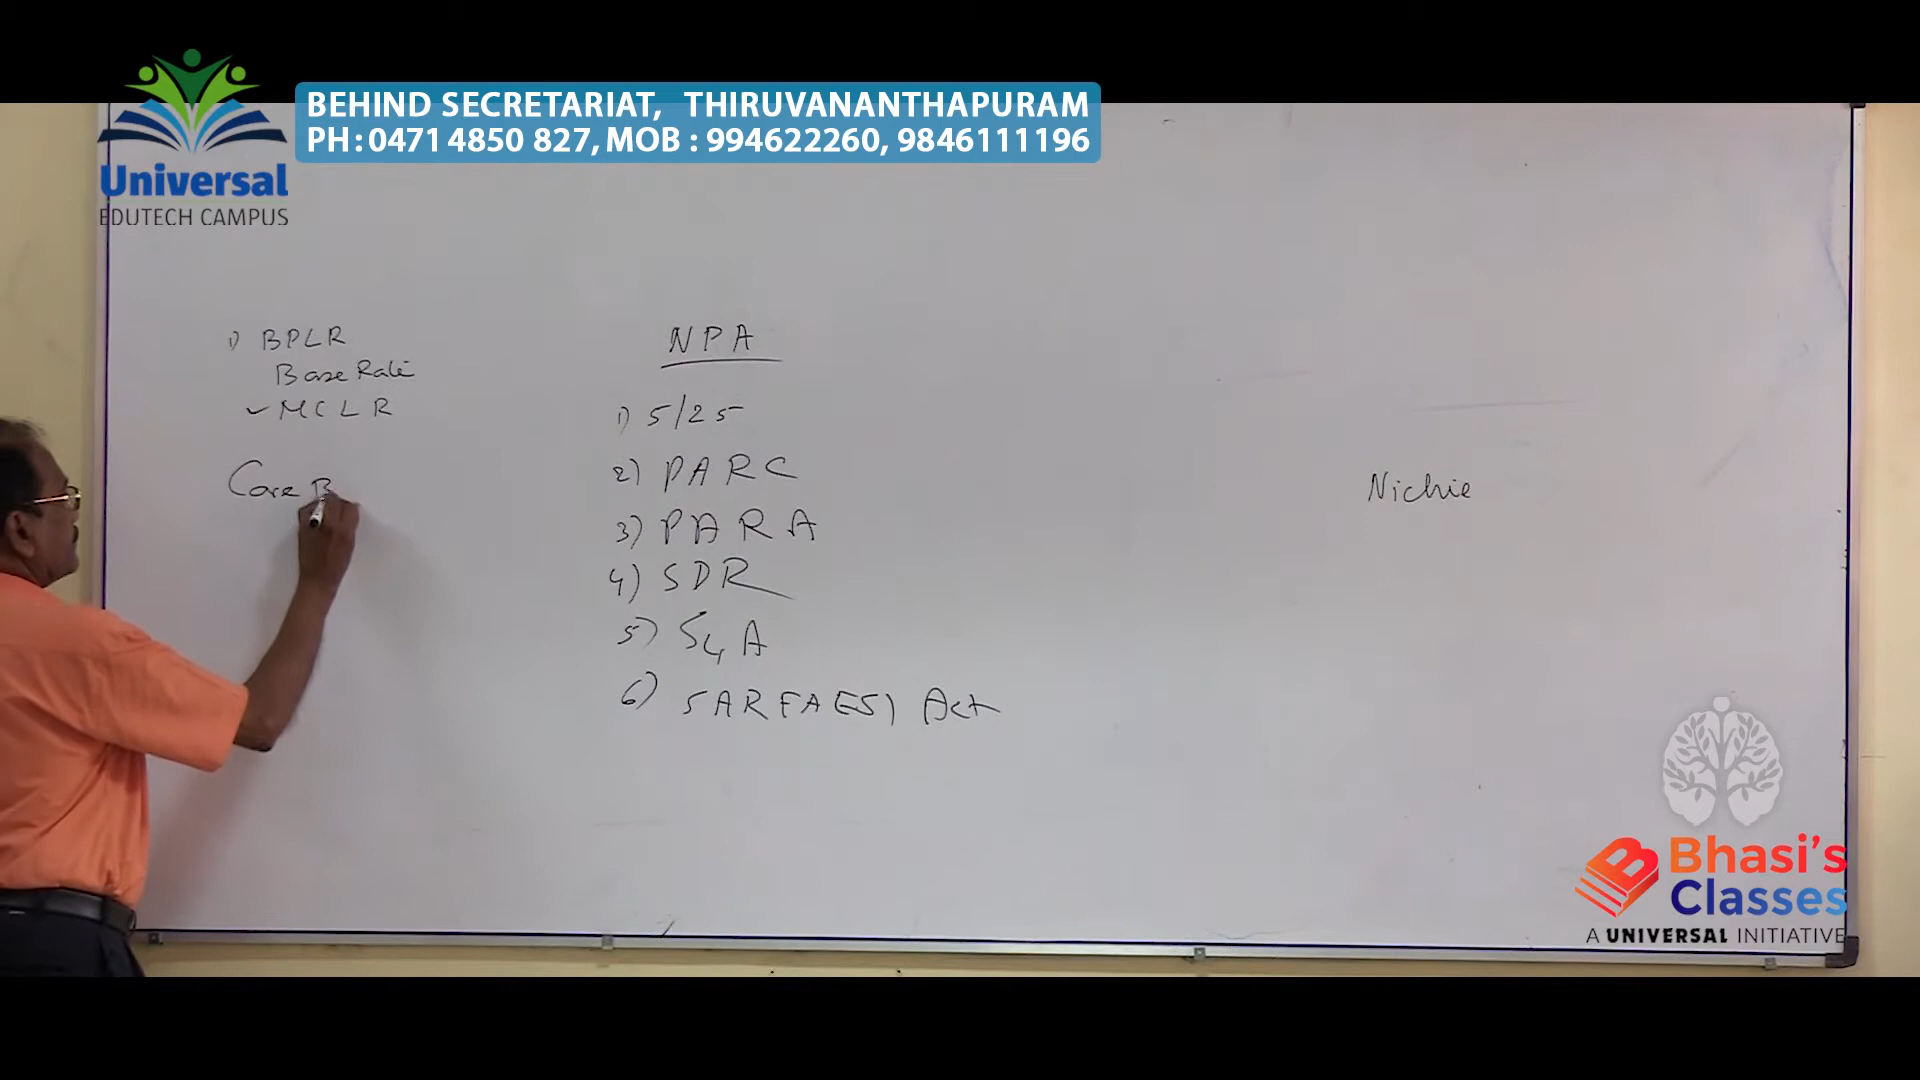 BEHIND SECRETARIAT, THIRUVANANTHAPURAM
PH : 0471 4850 827, MOB : 994622260, 9846111196
Universal
EDUTECH CAMPUS
1) BPLR
Base Rate
✓ MCLR
Core B
NPA
1) 5/25
2) PARC
3) PARA
4) SDR
5) S4A
6) SARFAESI Act
Nichie
Bhasi's
Classes
A UNIVERSAL INITIATIVE